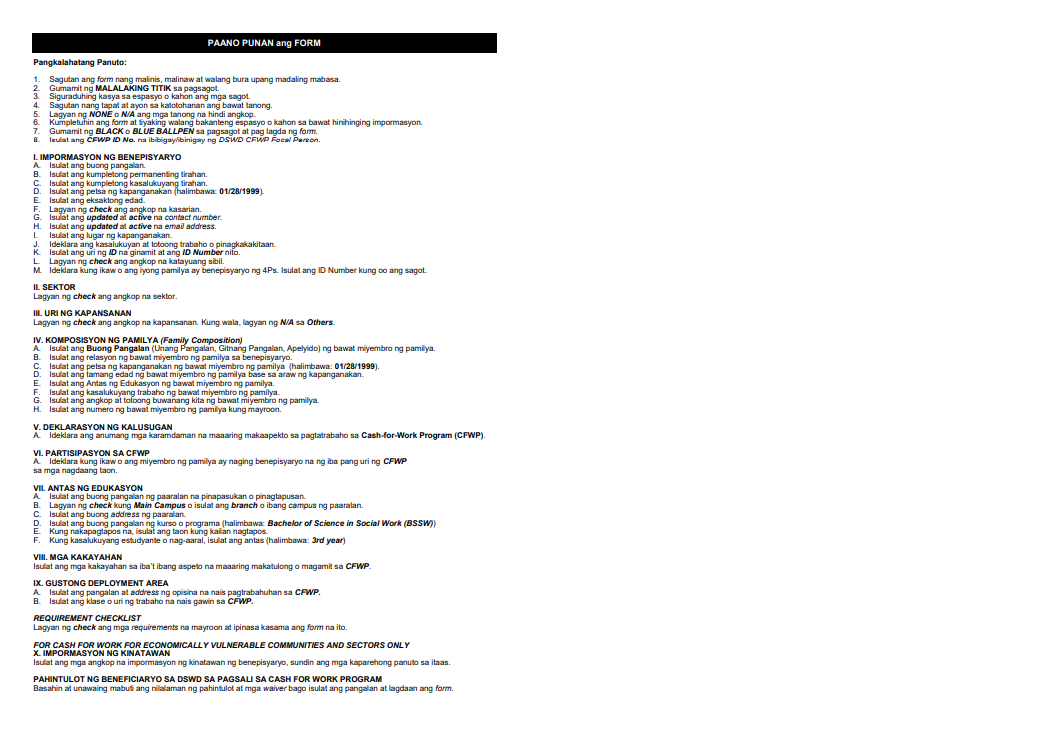 PAANO PUNAN ang FORM
Pangkalahatang Panuto:
1. Sagutan ang form nang malinis, malinaw at walang bura upang madaling mabasa.
2. Gumamit ng MALALAKING TITIK sa pagsagot.
3. Siguraduhing kasya sa espasyo o kahon ang mga sagot.
4. Sagutan nang tapat at ayon sa katotohanan ang bawat tanong.
5. Lagyan ng NONE o N/A ang mga tanong na hindi angkop.
6. Kumpletuhin ang form at tiyaking walang bakanteng espasyo o kahon sa bawat hinihinging impormasyon.
7. Gumamit ng BLACK o BLUE BALLPEN sa pagsagot at pag lagda ng form.
8. Isulat ang CFWP ID No. na ibibigay/ibinigay ng DSWD CFWP Focal Person.
I. IMPORMASYON NG BENEPISYARYO
A. Isulat ang buong pangalan.
B. Isulat ang kumpletong permanenting tirahan.
C. Isulat ang kumpletong kasalukuyang tirahan.
D. Isulat ang petsa ng kapanganakan (halimbawa: 01/28/1999).
E. Isulat ang eksaktong edad.
F. Lagyan ng check ang angkop na kasarian.
G. Isulat ang updated at active na contact number.
H. Isulat ang updated at active na email address.
I. Isulat ang lugar ng kapanganakan.
J. Ideklara ang kasalukuyan at totoong trabaho o pinagkakakitaan.
K. Isulat ang uri ng ID na ginamit at ang ID Number nito.
L. Lagyan ng check ang angkop na katayuang sibil.
M. Ideklara kung ikaw o ang iyong pamilya ay benepisyaryo ng 4Ps. Isulat ang ID Number kung oo ang sagot.
II. SEKTOR
Lagyan ng check ang angkop na sektor.
III. URI NG KAPANSANAN
Lagyan ng check ang angkop na kapansanan. Kung wala, lagyan ng N/A sa Others.
IV. KOMPOSISYON NG PAMILYA (Family Composition)
A. Isulat ang Buong Pangalan (Unang Pangalan, Gitnang Pangalan, Apelyido) ng bawat miyembro ng pamilya.
B. Isulat ang relasyon ng bawat miyembro ng pamilya sa benepisyaryo.
C. Isulat ang petsa ng kapanganakan ng bawat miyembro ng pamilya (halimbawa: 01/28/1999).
D. Isulat ang tamang edad ng bawat miyembro ng pamilya base sa araw ng kapanganakan.
E. Isulat ang Antas ng Edukasyon ng bawat miyembro ng pamilya.
F. Isulat ang kasalukuyang trabaho ng bawat miyembro ng pamilya.
G. Isulat ang angkop at totoong buwanang kita ng bawat miyembro ng pamilya.
H. Isulat ang numero ng bawat miyembro ng pamilya kung mayroon.
V. DEKLARASYON NG KALUSUGAN
A. Ideklara ang anumang mga karamdaman na maaaring makaapekto sa pagtatrabaho sa Cash-for-Work Program (CFWP).
VI. PARTISIPASYON SA CFWP
A. Ideklara kung ikaw o ang miyembro ng pamilya ay naging benepisyaryo na ng iba pang uri ng CFWP
sa mga nagdaang taon.
VII. ANTAS NG EDUKASYON
A. Isulat ang buong pangalan ng paaralan na pinapasukan o pinagtapusan.
B. Lagyan ng check kung Main Campus o isulat ang branch o ibang campus ng paaralan.
C. Isulat ang buong address ng paaralan.
D. Isulat ang buong pangalan ng kurso o programa (halimbawa: Bachelor of Science in Social Work (BSSW))
E. Kung nakapagtapos na, isulat ang taon kung kailan nagtapos.
F. Kung kasalukuyang estudyante o nag-aaral, isulat ang antas (halimbawa: 3rd year)
VIII. MGA KAKAYAHAN
Isulat ang mga kakayahan sa iba't ibang aspeto na maaaring makatulong o magamit sa CFWP.
IX. GUSTONG DEPLOYMENT AREA
A. Isulat ang pangalan at address ng opisina na nais pagtrabahuhan sa CFWP.
B. Isulat ang klase o uri ng trabaho na nais gawin sa CFWP.
REQUIREMENT CHECKLIST
Lagyan ng check ang mga requirements na mayroon at ipinasa kasama ang form na ito.
FOR CASH FOR WORK FOR ECONOMICALLY VULNERABLE COMMUNITIES AND SECTORS ONLY
X. IMPORMASYON NG KINATAWAN
Isulat ang mga angkop na impormasyon ng kinatawan ng benepisyaryo, sundin ang mga kaparehong panuto sa itaas.
PAHINTULOT NG BENEFICIARYO SA DSWD SA PAGSALI SA CASH FOR WORK PROGRAM
Basahin at unawaing mabuti ang nilalaman ng pahintulot at mga waiver bago isulat ang pangalan at lagdaan ang form.